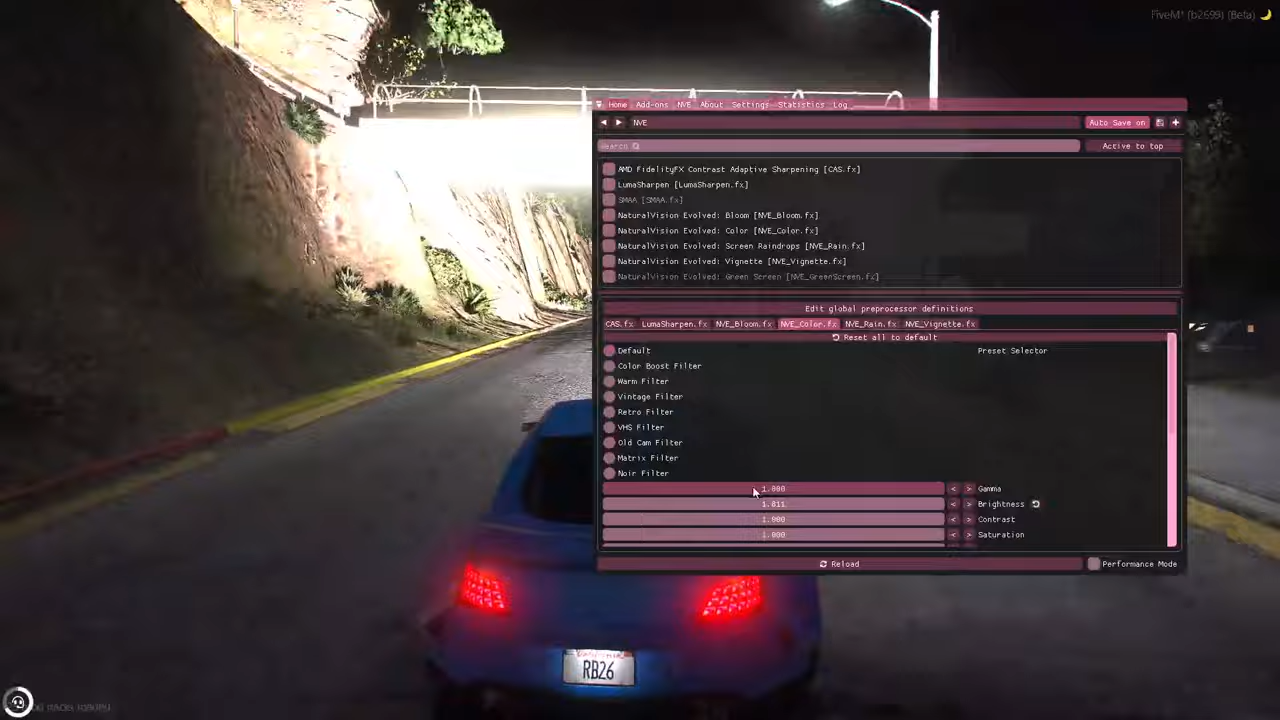 FiveM* (b2699) (Beta)
Home Add-ons NVE About Settings Statistics Log
NVE
Auto Save on
Search
Active to top
AMD FidelityFX Contrast Adaptive Sharpening [CAS.fx]
LumaSharpen [LumaSharpen.fx]
SMAA [SMAA.fx]
NaturalVision Evolved: Bloom [NVE_Bloom.fx]
NaturalVision Evolved: Color [NVE_Color.fx]
NaturalVision Evolved: Screen Raindrops [NVE_Rain.fx]
NaturalVision Evolved: Vignette [NVE_Vignette.fx]
NaturalVision Evolved: Green Screen [NVE_GreenScreen.fx]
Edit global preprocessor definitions
CAS.fx LumaSharpen.fx NVE_Bloom.fx NVE_Color.fx NVE_Rain.fx NVE_Vignette.fx
Reset all to default
Default Preset Selector
Color Boost Filter
Warm Filter
Vintage Filter
Retro Filter
VHS Filter
Old Cam Filter
Matrix Filter
Noir Filter
1.000 < > Gamma
1.011 < > Brightness
1.000 < > Contrast
1.000 < > Saturation
Reload
Performance Mode
RB26